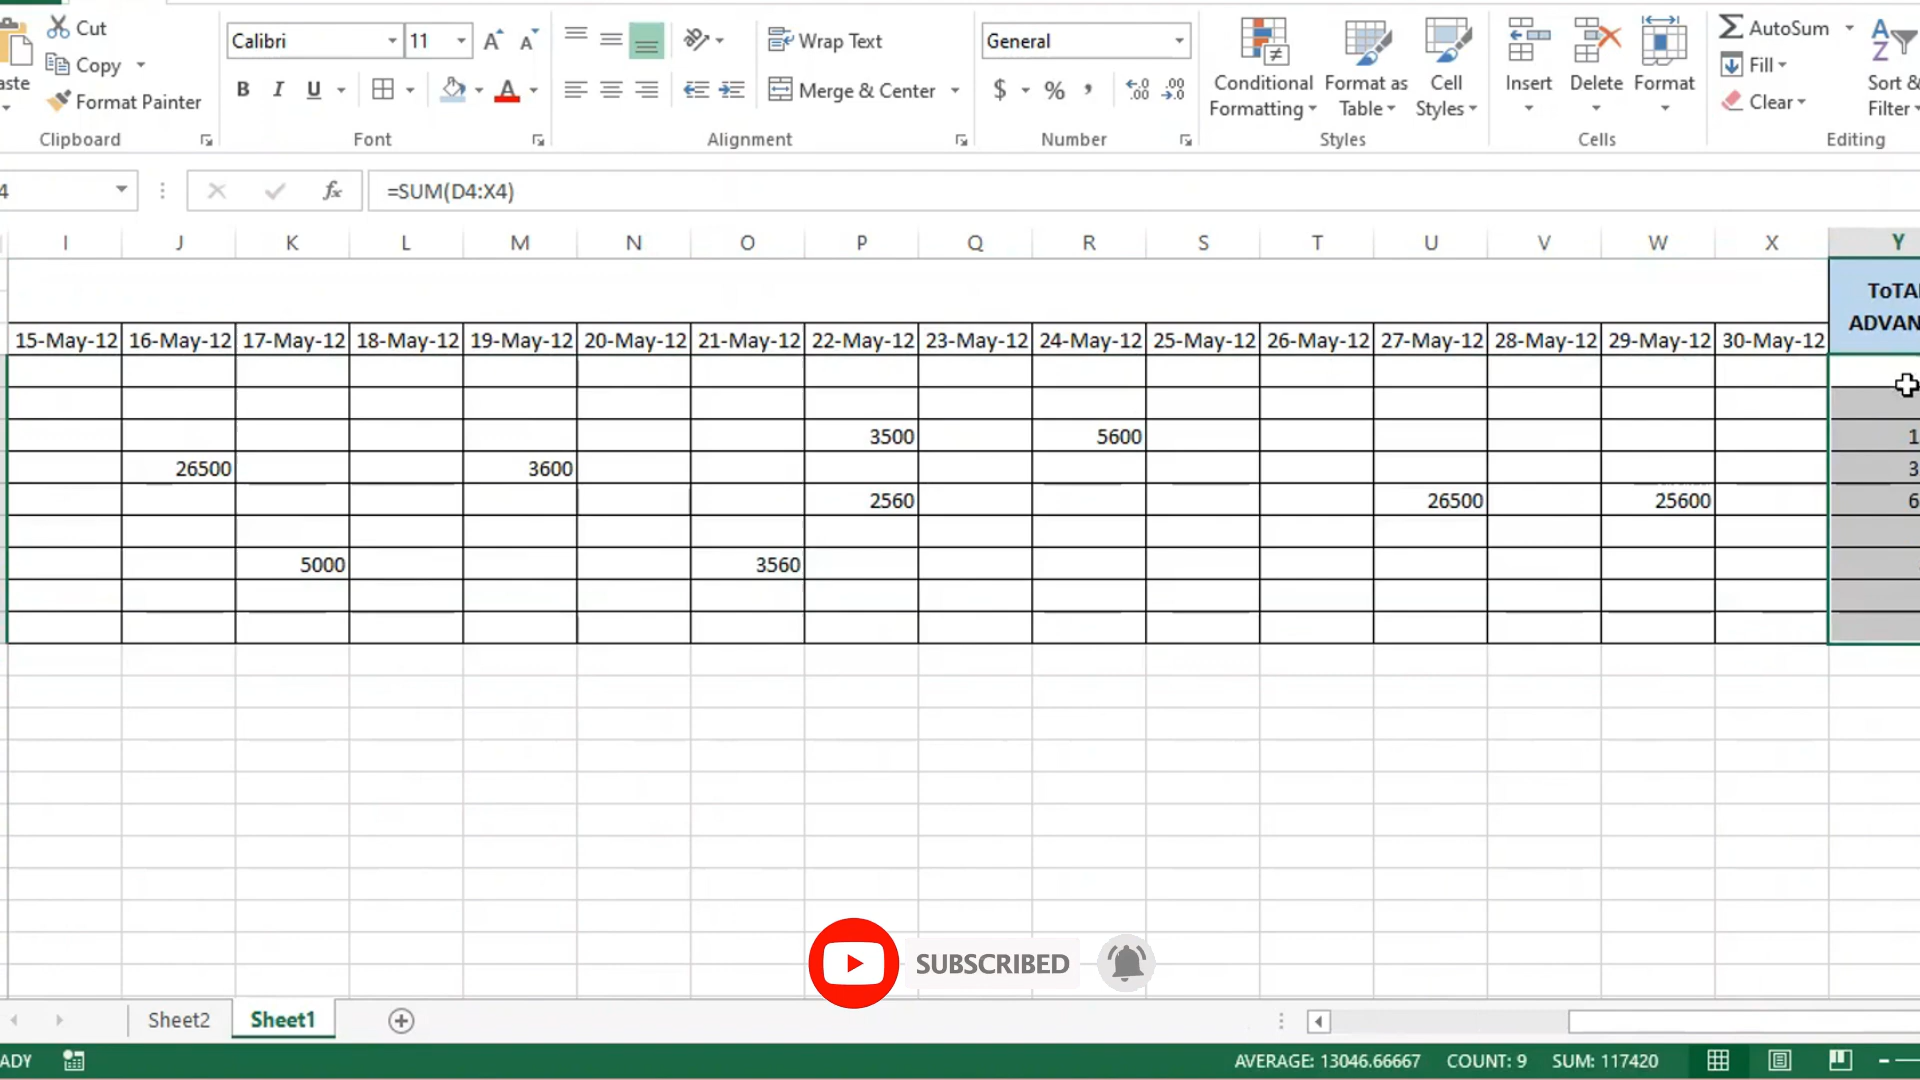 Cut
Calibri 11 Wrap Text General AutoSum
Copy Fill
Format Painter B I U Merge & Center $ % , Conditional Formatting Format as Table Cell Styles Insert Delete Format Clear Sort & Filter
Clipboard Font Alignment Number Styles Cells Editing
4 fx =SUM(D4:X4)
I J K L M N O P Q R S T U V W X Y
ToTA
ADVAN
15-May-12 16-May-12 17-May-12 18-May-12 19-May-12 20-May-12 21-May-12 22-May-12 23-May-12 24-May-12 25-May-12 26-May-12 27-May-12 28-May-12 29-May-12 30-May-12
3500 5600 1
26500 3600 3
2560 26500 25600 6
5000 3560
SUBSCRIBED
Sheet2 Sheet1
ADY AVERAGE: 13046.66667 COUNT: 9 SUM: 117420